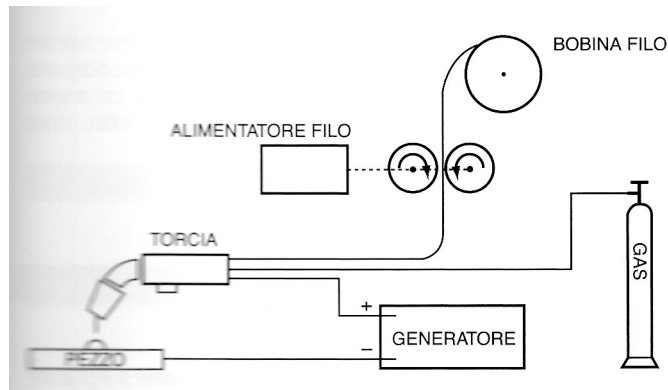 BOBINA FILO
ALIMENTATORE FILO
TORCIA
GAS
+
GENERATORE
−
PEZZO